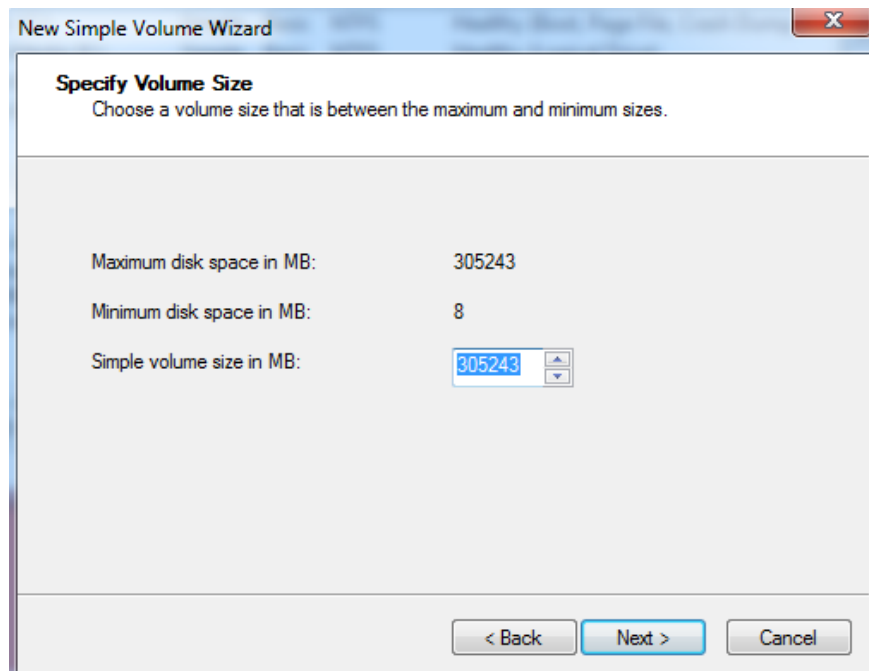 New Simple Volume Wizard
Specify Volume Size
Choose a volume size that is between the maximum and minimum sizes.
Maximum disk space in MB: 305243
Minimum disk space in MB: 8
Simple volume size in MB: 305243
< Back Next > Cancel